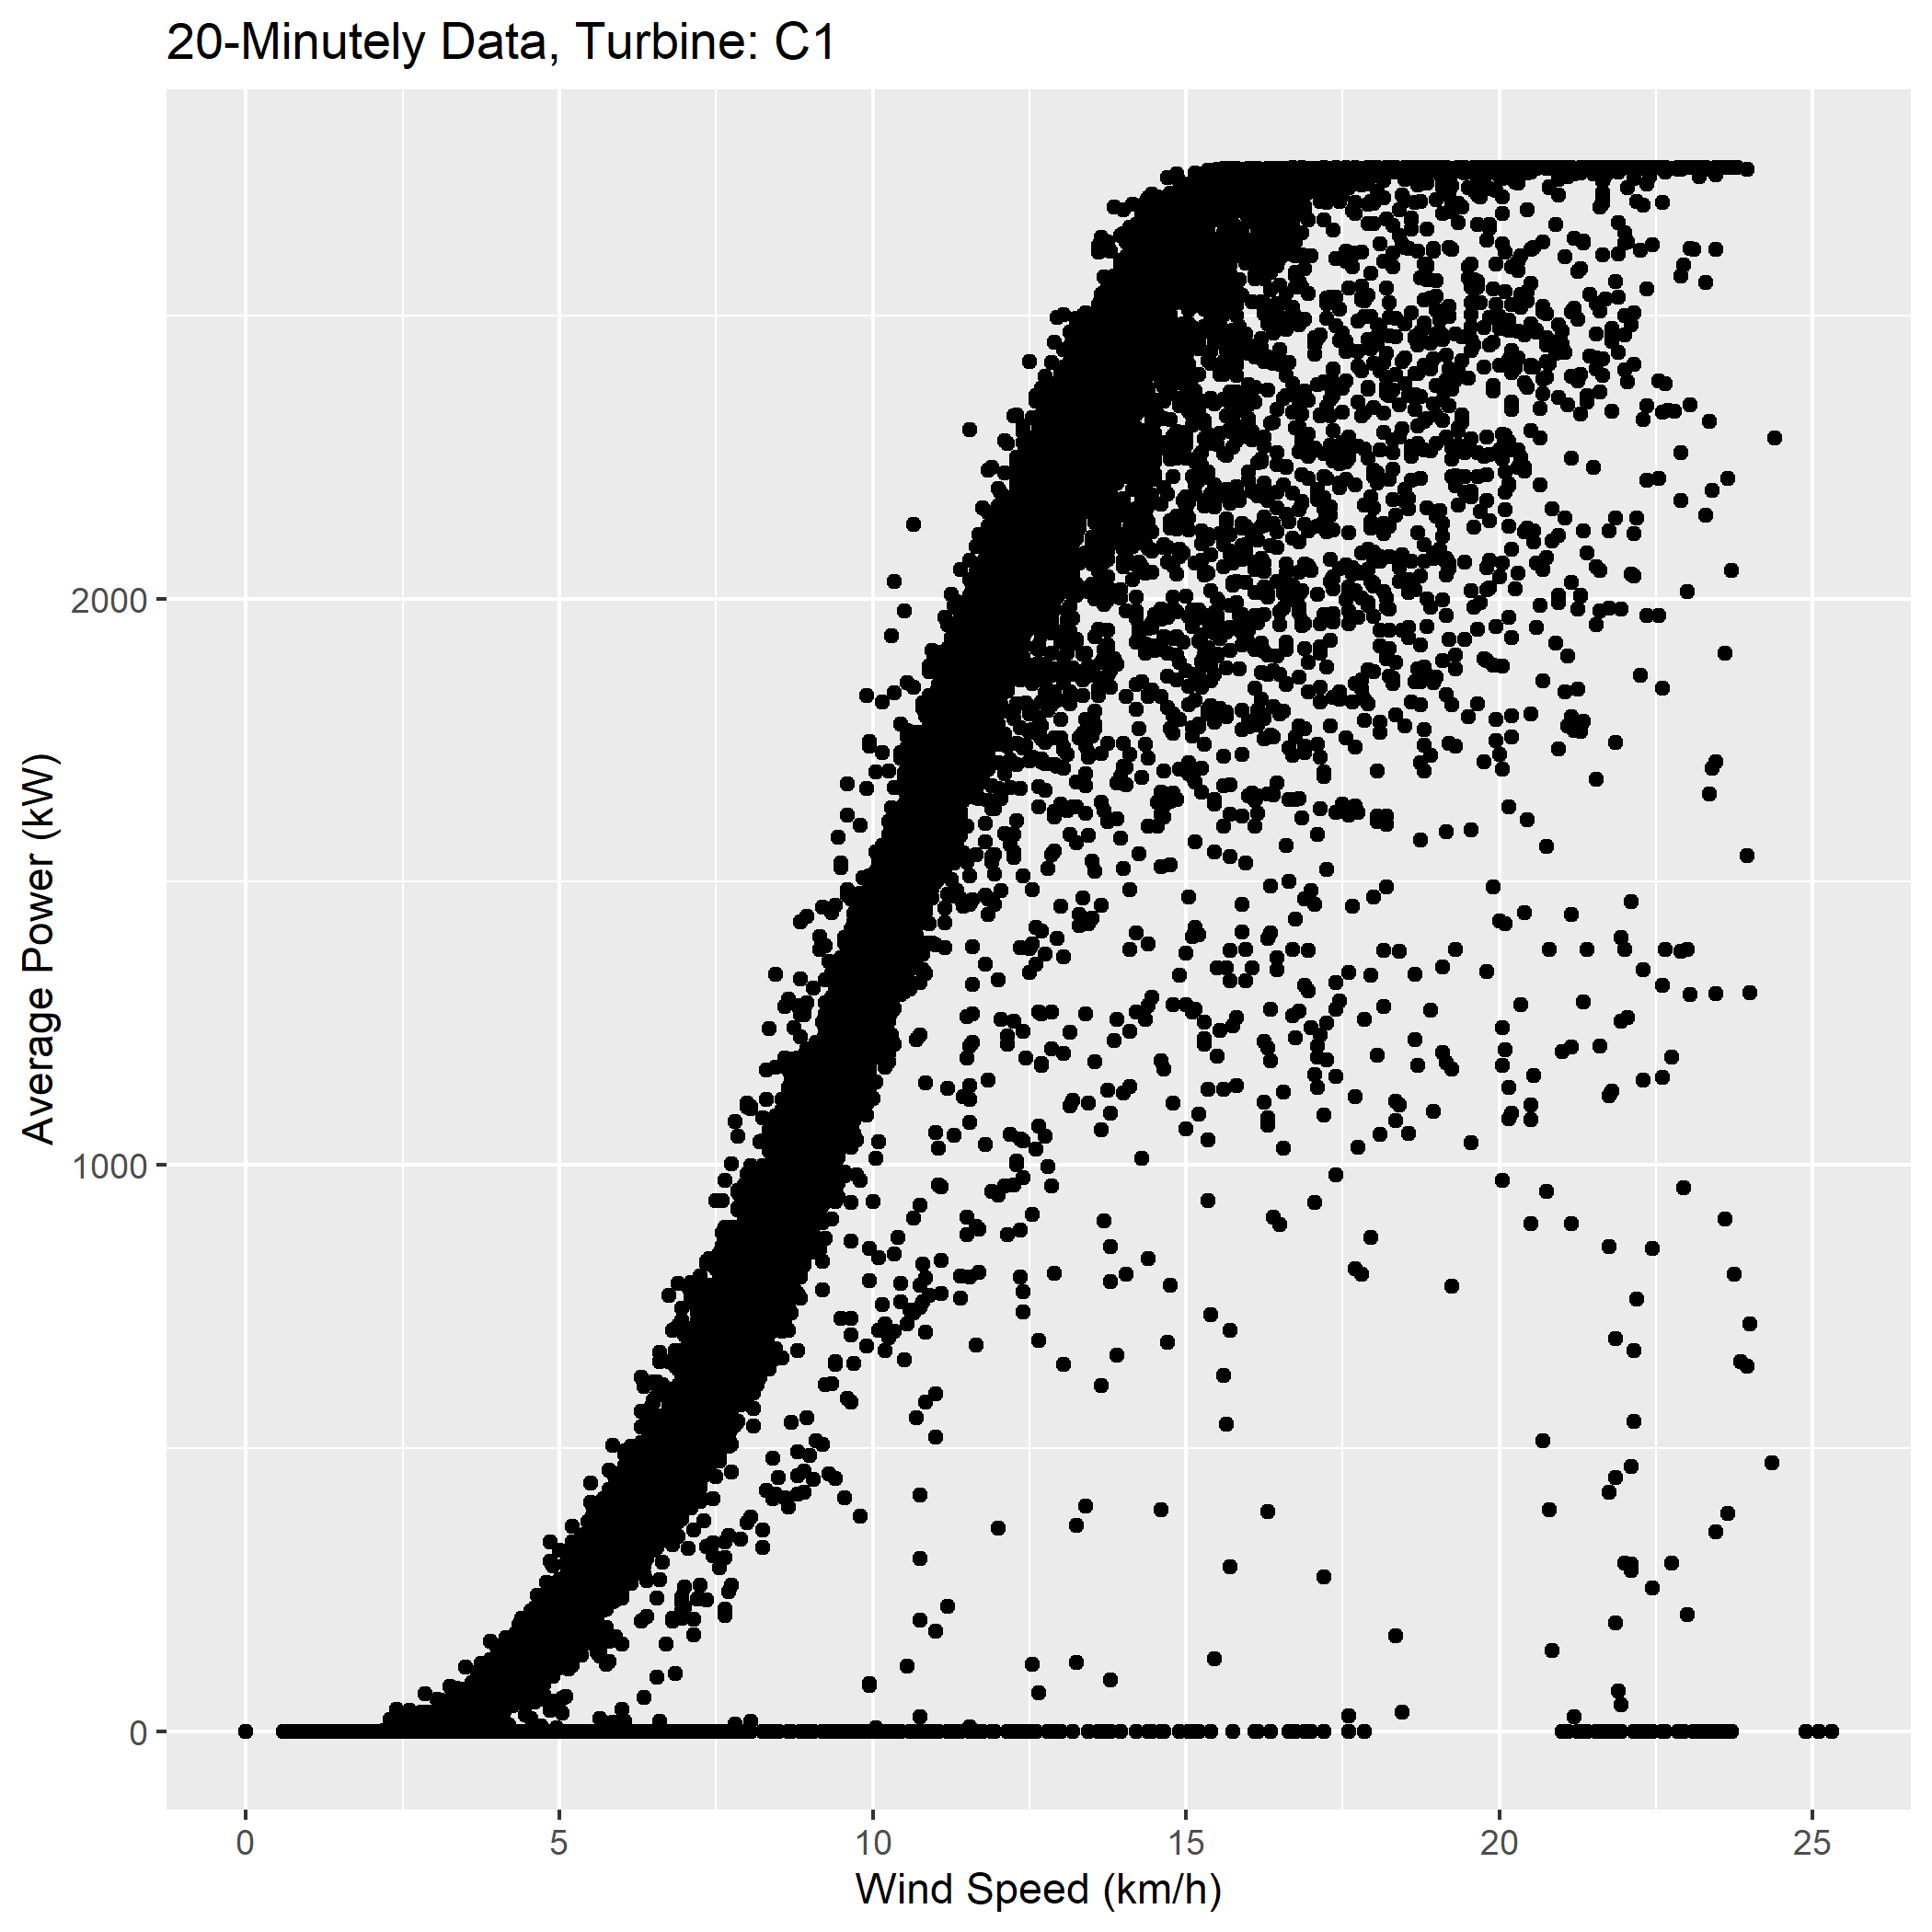 20-Minutely Data, Turbine: C1
Average Power (kW)
2000
1000
0
0 5 10 15 20 25
Wind Speed (km/h)